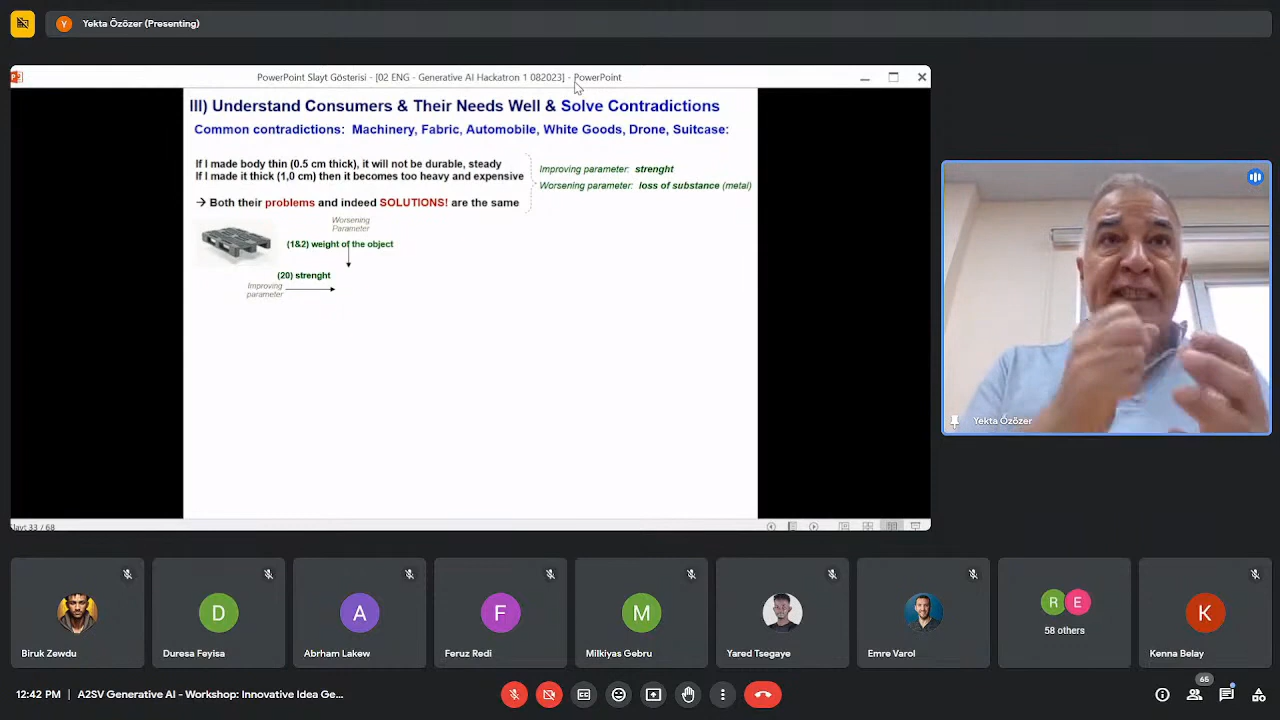 Y Yekta Özözer (Presenting)
PowerPoint Slayt Gösterisi - [02 ENG - Generative AI Hackatron 1 082023] - PowerPoint
III) Understand Consumers & Their Needs Well & Solve Contradictions
Common contradictions: Machinery, Fabric, Automobile, White Goods, Drone, Suitcase:
If I made body thin (0.5 cm thick), it will not be durable, steady
If I made it thick (1,0 cm) then it becomes too heavy and expensive
Improving parameter: strenght
Worsening parameter: loss of substance (metal)
→ Both their problems and indeed SOLUTIONS! are the same
Worsening
Parameter
(1&2) weight of the object
(20) strenght
Improving
parameter
Slayt 33 / 68
Yekta Özözer
D
A
F
M
R E
K
Biruk Zewdu
Duresa Feyisa
Abrham Lakew
Feruz Redi
Milkiyas Gebru
Yared Tsegaye
Emre Varol
58 others
Kenna Belay
12:42 PM | A2SV Generative AI - Workshop: Innovative Idea Ge...
65